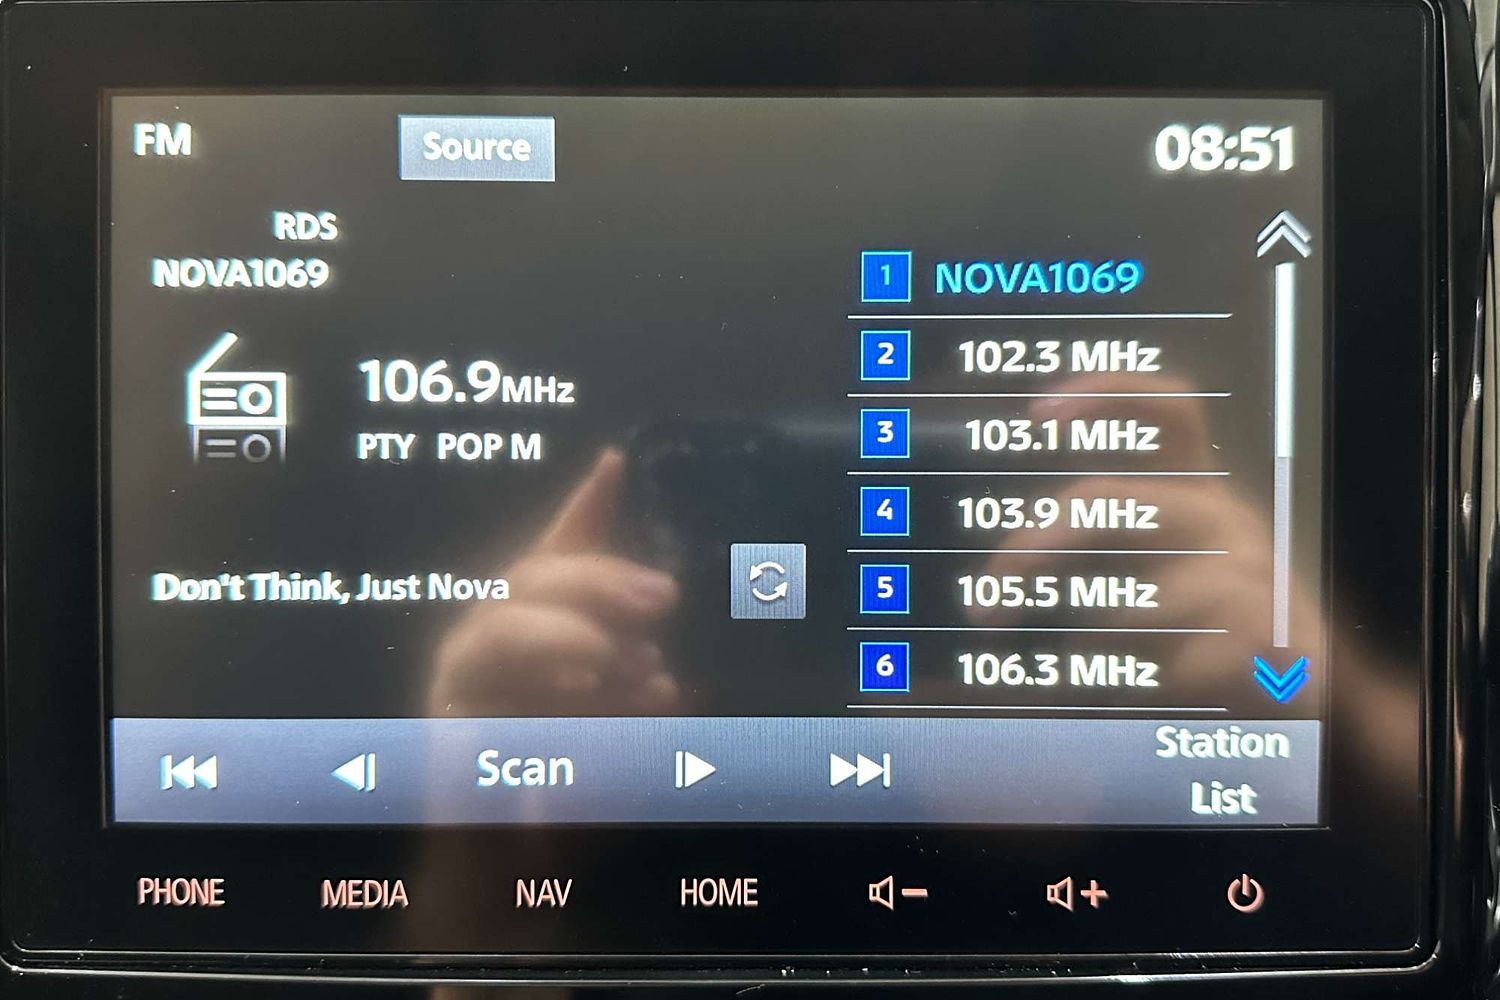 FM
Source
08:51
RDS
NOVA1069
106.9MHz
PTY POP M
Don't Think, Just Nova
1 NOVA1069
2 102.3 MHz
3 103.1 MHz
4 103.9 MHz
5 105.5 MHz
6 106.3 MHz
Scan
Station
List
PHONE
MEDIA
NAV
HOME